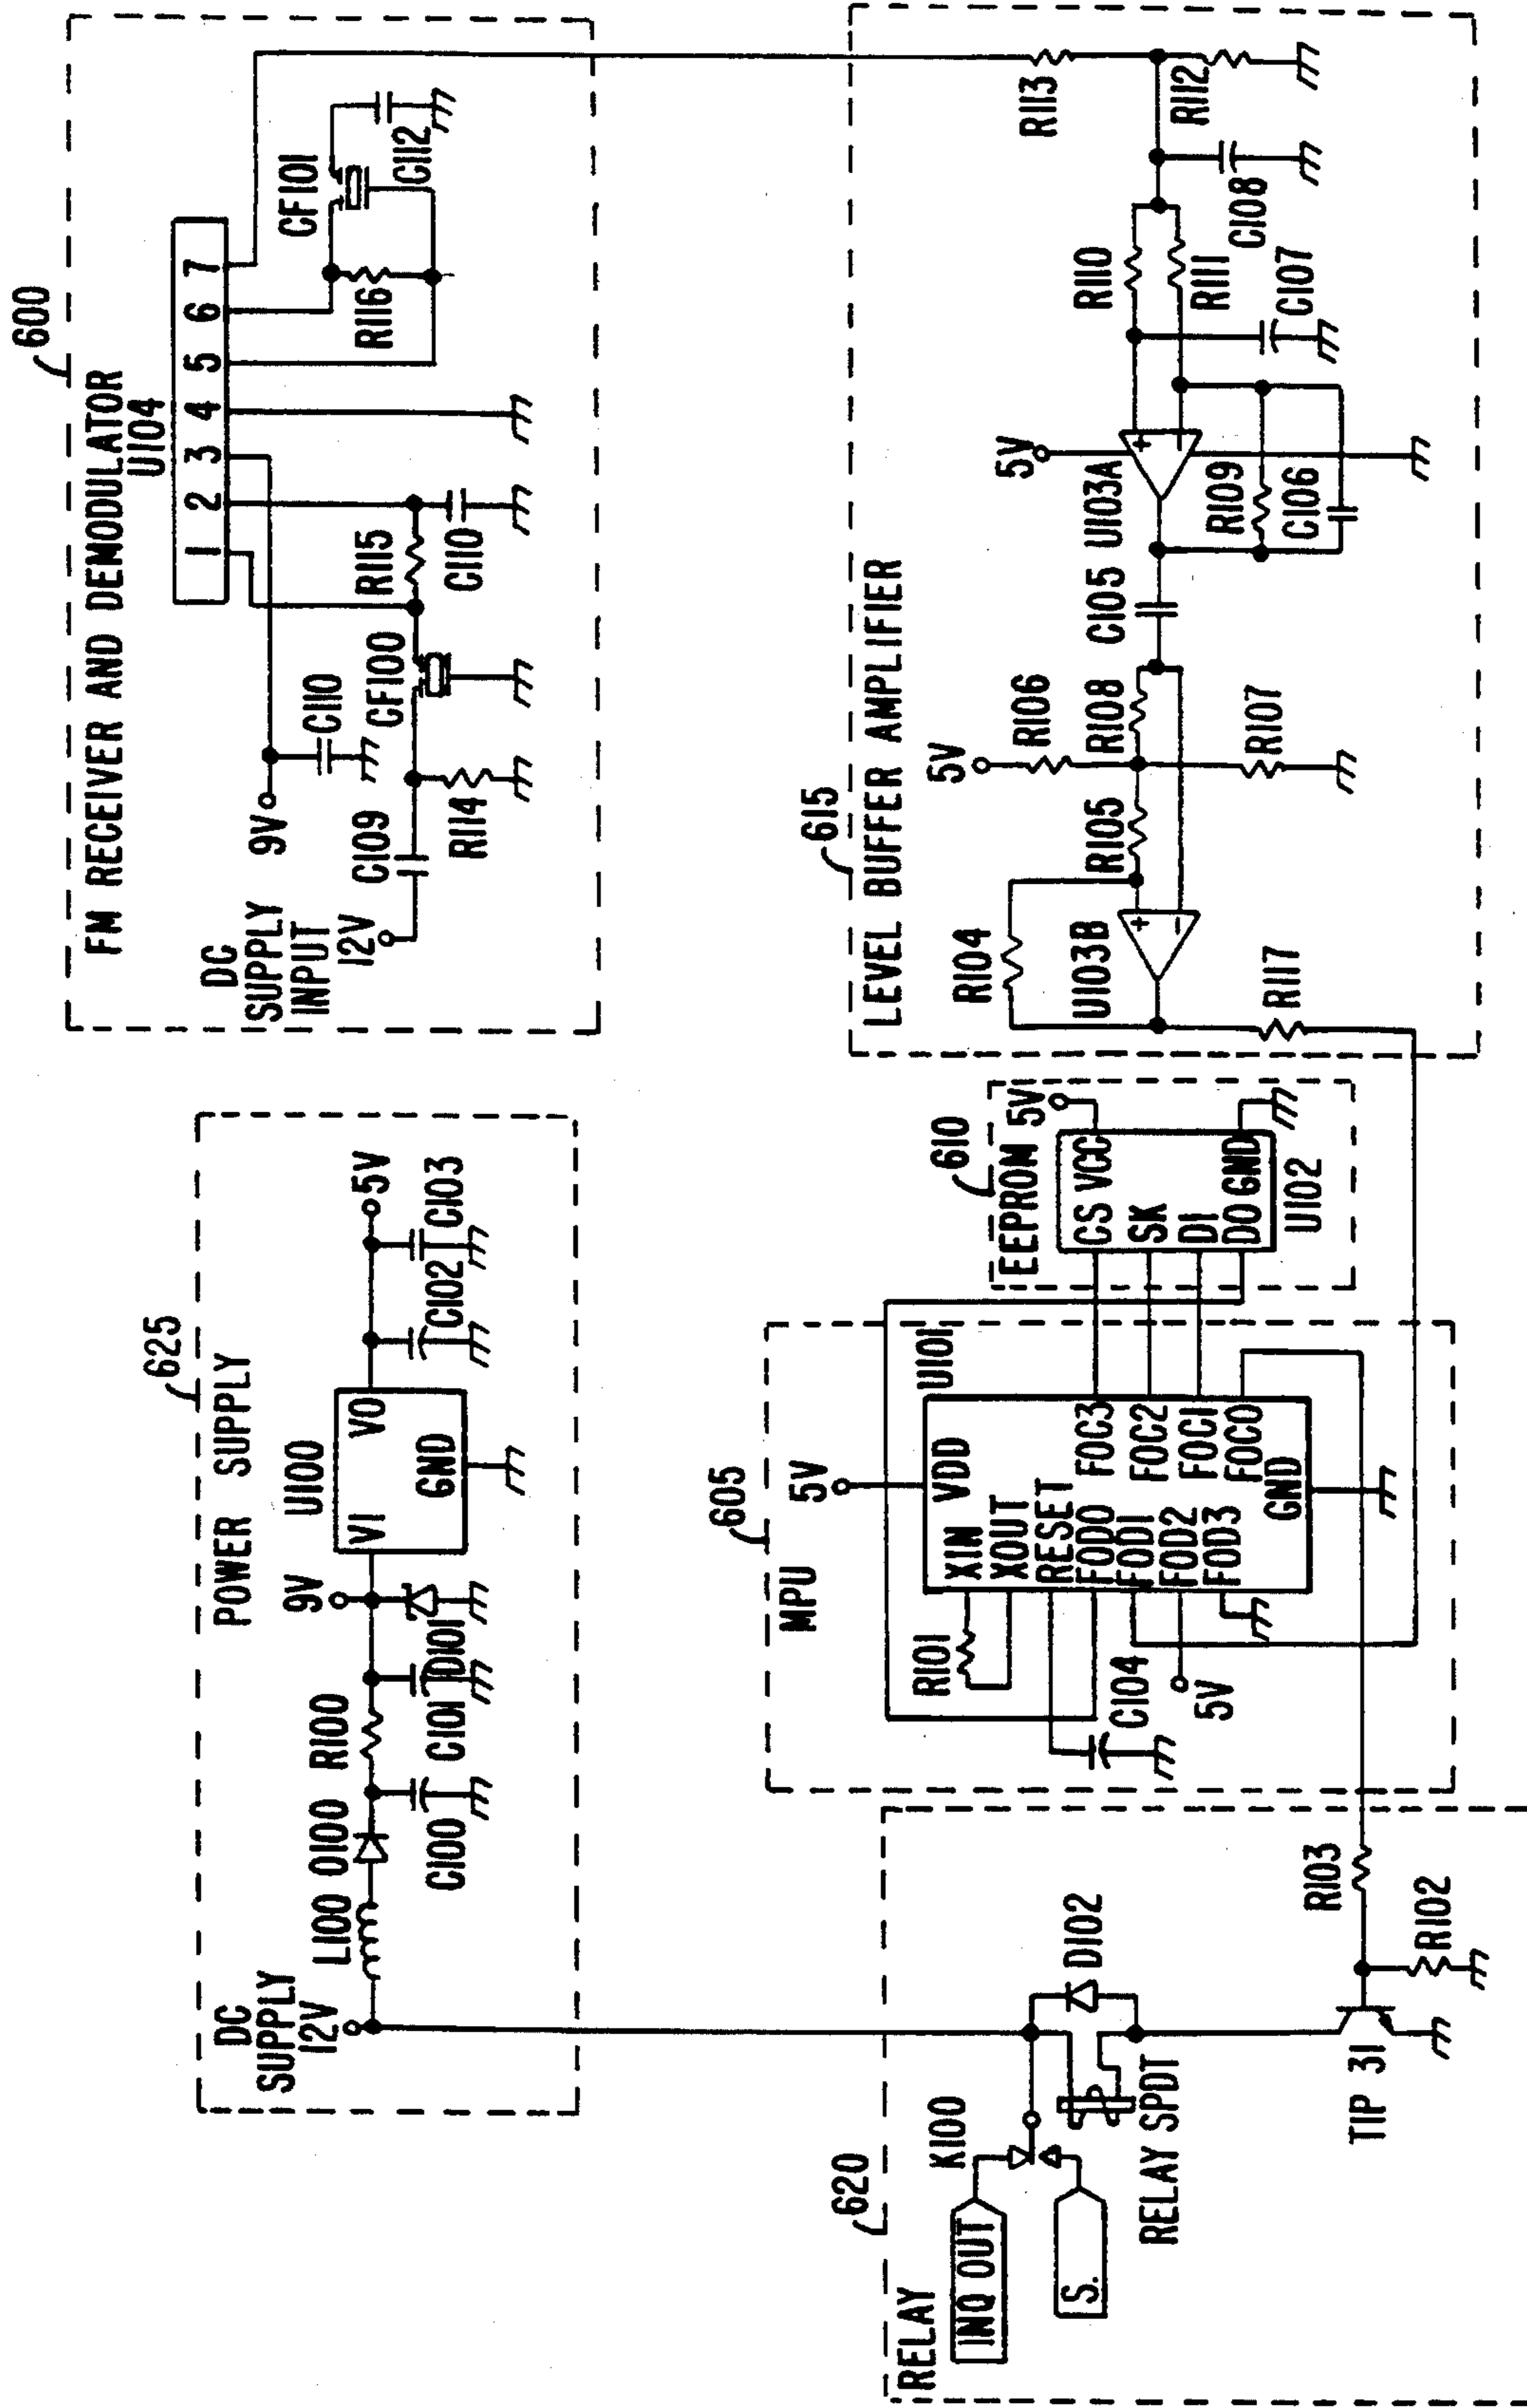 600
FM RECEIVER AND DEMODULATOR
U104
1 2 3 4 5 6 7
DC
SUPPLY
INPUT
12V
9V
C110
C109
R114
CF100
R115
C110
R116
CF101
C112
625
POWER SUPPLY
DC
SUPPLY
12V
L100 O100 R100
C100
C101
D101
9V
U100
VI VO
GND
C102
C103
5V
615
LEVEL BUFFER AMPLIFIER
R104
U103B
+
-
R117
R105
5V
R106
R108
R107
C105
U103A
5V
+
-
R109
C106
R110
R111
C107
C108
R113
R112
610
EEPROM 5V
CS VCC
SK
DI
DO GND
U102
605
MPU
5V
U101
VDD
XIN
XOUT
RESET
FOD0
FOD1
FOD2
FOD3
FOC3
FOC2
FOC1
FOC0
GND
R101
C104
5V
620
RELAY
K100
INQ OUT
S.
RELAY SPDT
D102
TIP 31
R103
R102